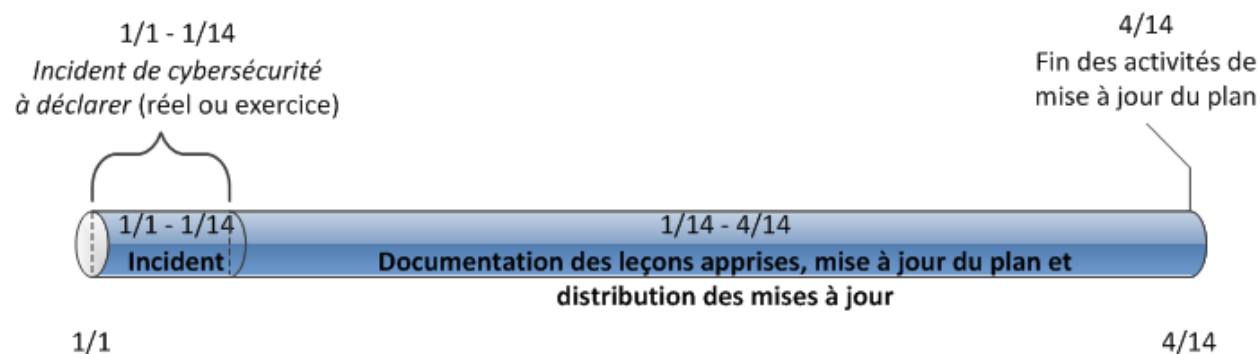 1/1 - 1/14
Incident de cybersécurité
à déclarer (réel ou exercice)
4/14
Fin des activités de
mise à jour du plan
1/1 - 1/14
Incident
1/14 - 4/14
Documentation des leçons apprises, mise à jour du plan et
distribution des mises à jour
1/1
4/14